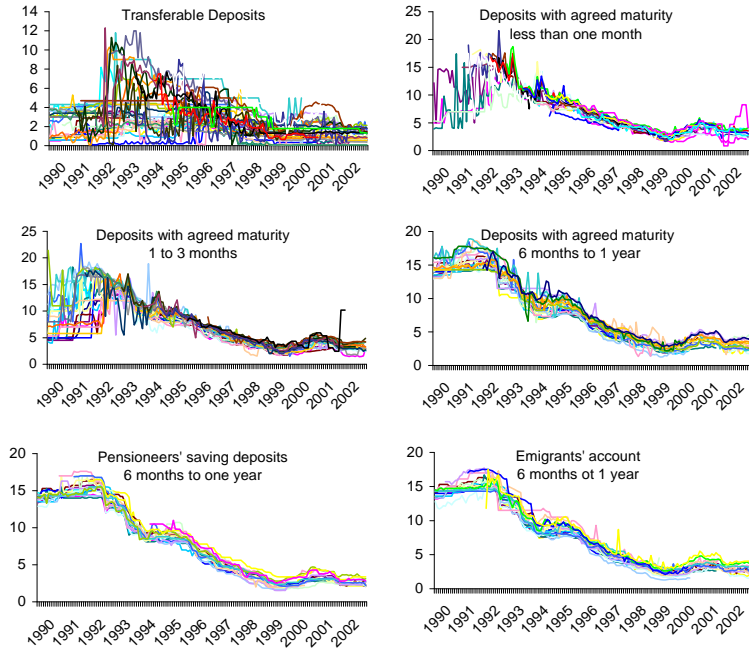 Transferable Deposits
14
12
10
8
6
4
2
0
1990 1991 1992 1993 1994 1995 1996 1997 1998 1999 2000 2001 2002
Deposits with agreed maturity
less than one month
25
20
15
10
5
0
1990 1991 1992 1993 1994 1995 1996 1997 1998 1999 2000 2001 2002
Deposits with agreed maturity
1 to 3 months
25
20
15
10
5
0
1990 1991 1992 1993 1994 1995 1996 1997 1998 1999 2000 2001 2002
Deposits with agreed maturity
6 months to 1 year
20
15
10
5
0
1990 1991 1992 1993 1994 1995 1996 1997 1998 1999 2000 2001 2002
Pensioneers' saving deposits
6 months to one year
20
15
10
5
0
1990 1991 1992 1993 1994 1995 1996 1997 1998 1999 2000 2001 2002
Emigrants' account
6 months ot 1 year
20
15
10
5
0
1990 1991 1992 1993 1994 1995 1996 1997 1998 1999 2000 2001 2002